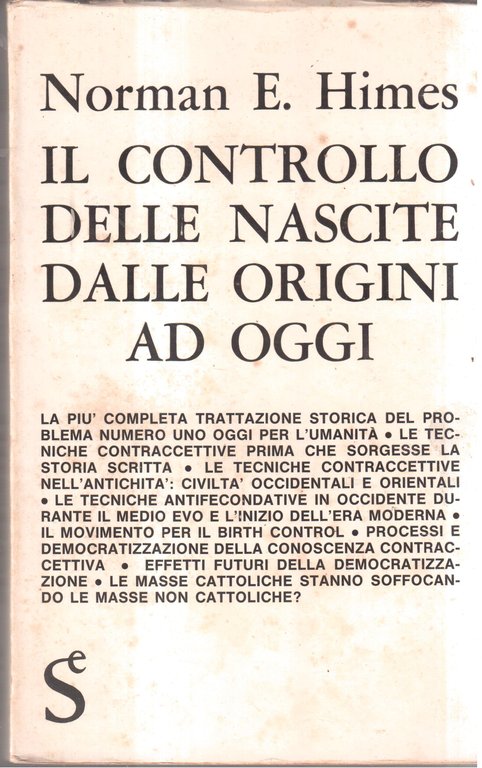 Norman E. Himes
IL CONTROLLO
DELLE NASCITE
DALLE ORIGINI
AD OGGI
LA PIU' COMPLETA TRATTAZIONE STORICA DEL PRO-
BLEMA NUMERO UNO OGGI PER L'UMANITÀ • LE TEC-
NICHE CONTRACCETTIVE PRIMA CHE SORGESSE LA
STORIA SCRITTA • LE TECNICHE CONTRACCETTIVE
NELL'ANTICHITA': CIVILTA' OCCIDENTALI E ORIENTALI
• LE TECNICHE ANTIFECONDATIVE IN OCCIDENTE DU-
RANTE IL MEDIO EVO E L'INIZIO DELL'ERA MODERNA •
IL MOVIMENTO PER IL BIRTH CONTROL • PROCESSI E
DEMOCRATIZZAZIONE DELLA CONOSCENZA CONTRAC-
CETTIVA • EFFETTI FUTURI DELLA DEMOCRATIZZA-
ZIONE • LE MASSE CATTOLICHE STANNO SOFFOCAN-
DO LE MASSE NON CATTOLICHE?
Se